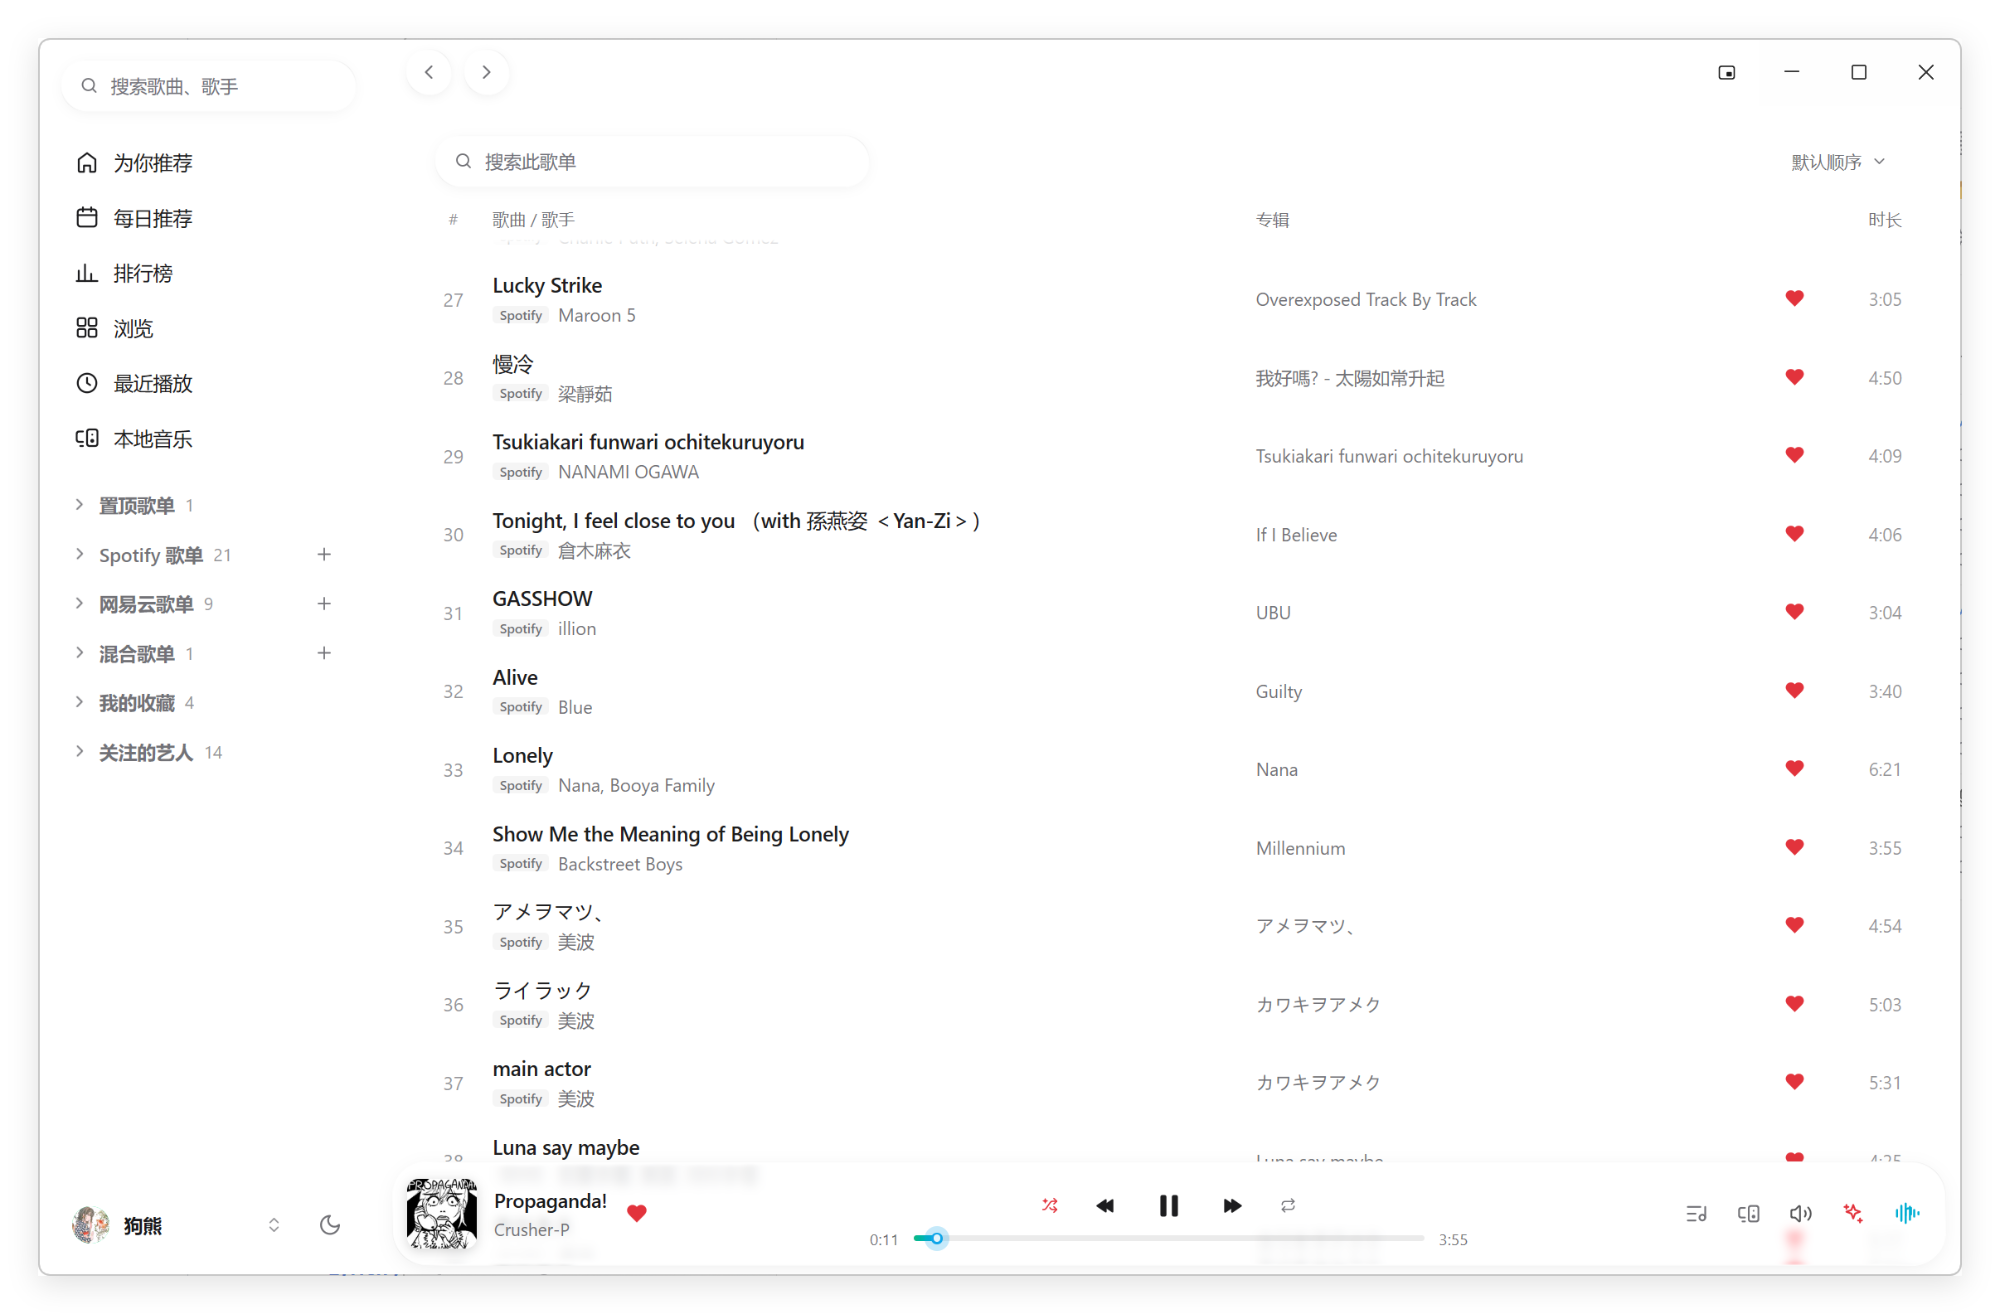 搜索歌曲、歌手
为你推荐
每日推荐
排行榜
浏览
最近播放
本地音乐
置顶歌单 1
Spotify 歌单 21
网易云歌单 9
混合歌单 1
我的收藏 4
关注的艺人 14
狗熊
搜索此歌单
默认顺序
# 歌曲 / 歌手 专辑 时长
Spotify Charlie Puth, Selena Gomez
27 Lucky Strike Overexposed Track By Track 3:05
Spotify Maroon 5
28 慢冷 我好嗎? - 太陽如常升起 4:50
Spotify 梁靜茹
29 Tsukiakari funwari ochitekuruyoru Tsukiakari funwari ochitekuruyoru 4:09
Spotify NANAMI OGAWA
30 Tonight, I feel close to you （with 孫燕姿 ＜Yan-Zi＞） If I Believe 4:06
Spotify 倉木麻衣
31 GASSHOW UBU 3:04
Spotify illion
32 Alive Guilty 3:40
Spotify Blue
33 Lonely Nana 6:21
Spotify Nana, Booya Family
34 Show Me the Meaning of Being Lonely Millennium 3:55
Spotify Backstreet Boys
35 アメヲマツ、 アメヲマツ、 4:54
Spotify 美波
36 ライラック カワキヲアメク 5:03
Spotify 美波
37 main actor カワキヲアメク 5:31
Spotify 美波
38 Luna say maybe Luna say maybe 4:25
PROPAGANDA
Propaganda!
Crusher-P
0:11 3:55